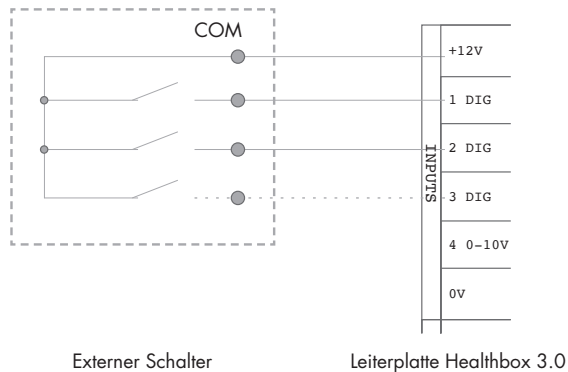 COM
+12V
1 DIG
2 DIG
INPUTS
3 DIG
4 0-10V
0V
Externer Schalter
Leiterplatte Healthbox 3.0